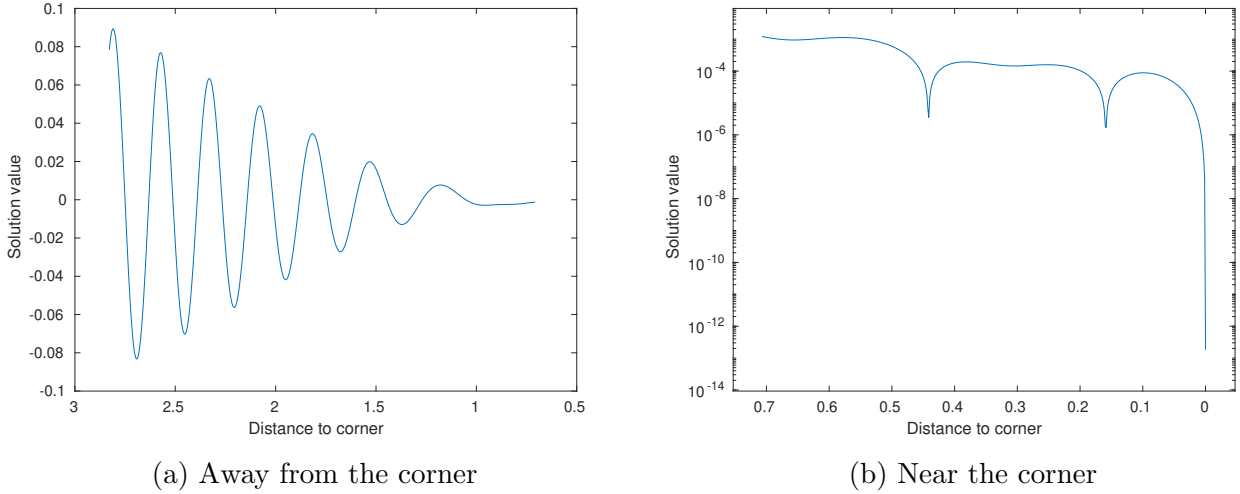 0.1
0.08
0.06
0.04
0.02
0
-0.02
-0.04
-0.06
-0.08
-0.1
Solution value
3 2.5 2 1.5 1 0.5
Distance to corner
(a) Away from the corner
10^-4
10^-6
10^-8
10^-10
10^-12
10^-14
Solution value
0.7 0.6 0.5 0.4 0.3 0.2 0.1 0
Distance to corner
(b) Near the corner